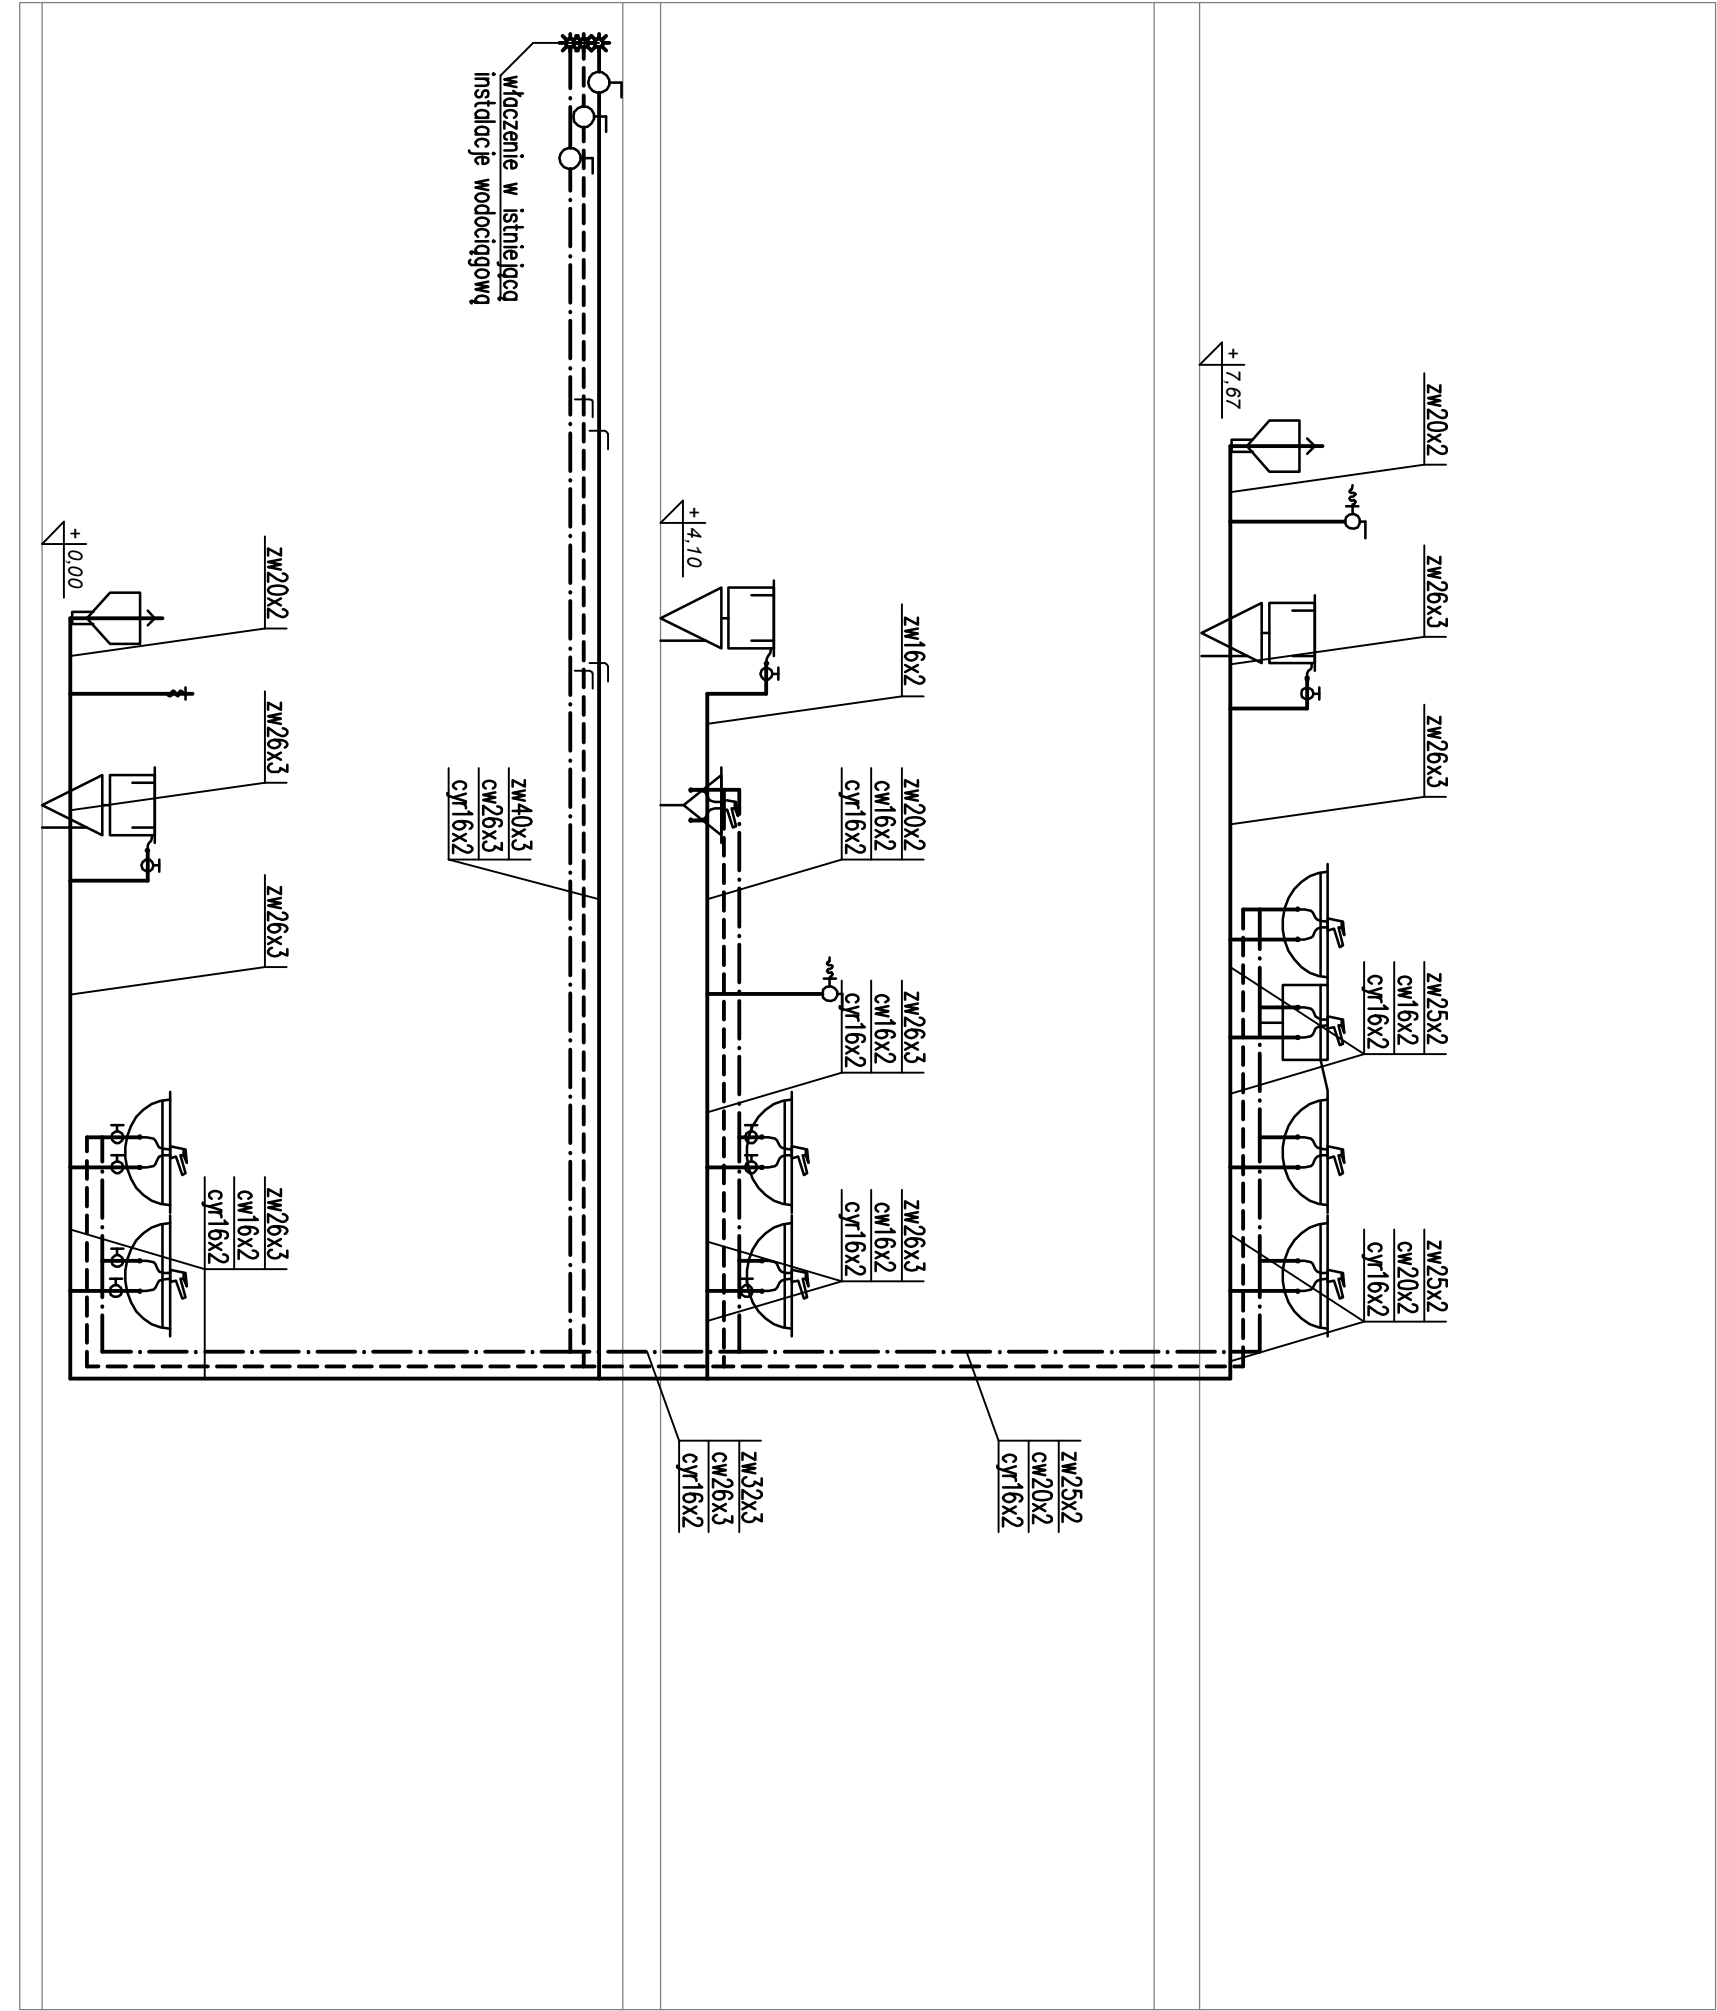 zw20x2
zw26x3
zw26x3
zw25x2
cw16x2
cyr16x2
zw25x2
cw20x2
cyr16x2
+
7,67
zw25x2
cw20x2
cyr16x2
zw16x2
zw20x2
cw16x2
cyr16x2
zw26x3
cw16x2
cyr16x2
zw26x3
cw16x2
cyr16x2
+
4,10
zw32x3
cw26x3
cyr16x2
włączenie w istniejącą
instalacje wodociągową
zw40x3
cw26x3
cyr16x2
zw20x2
zw26x3
zw26x3
zw26x3
cw16x2
cyr16x2
+
0,00